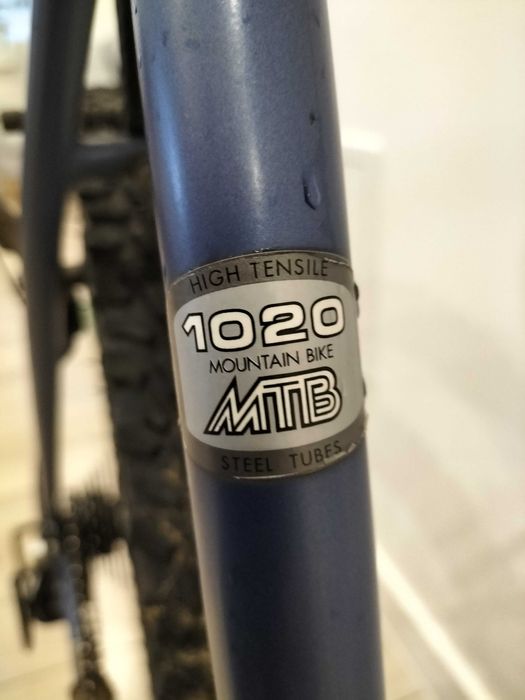 HIGH TENSILE
1020
MOUNTAIN BIKE
MTB
STEEL TUBES